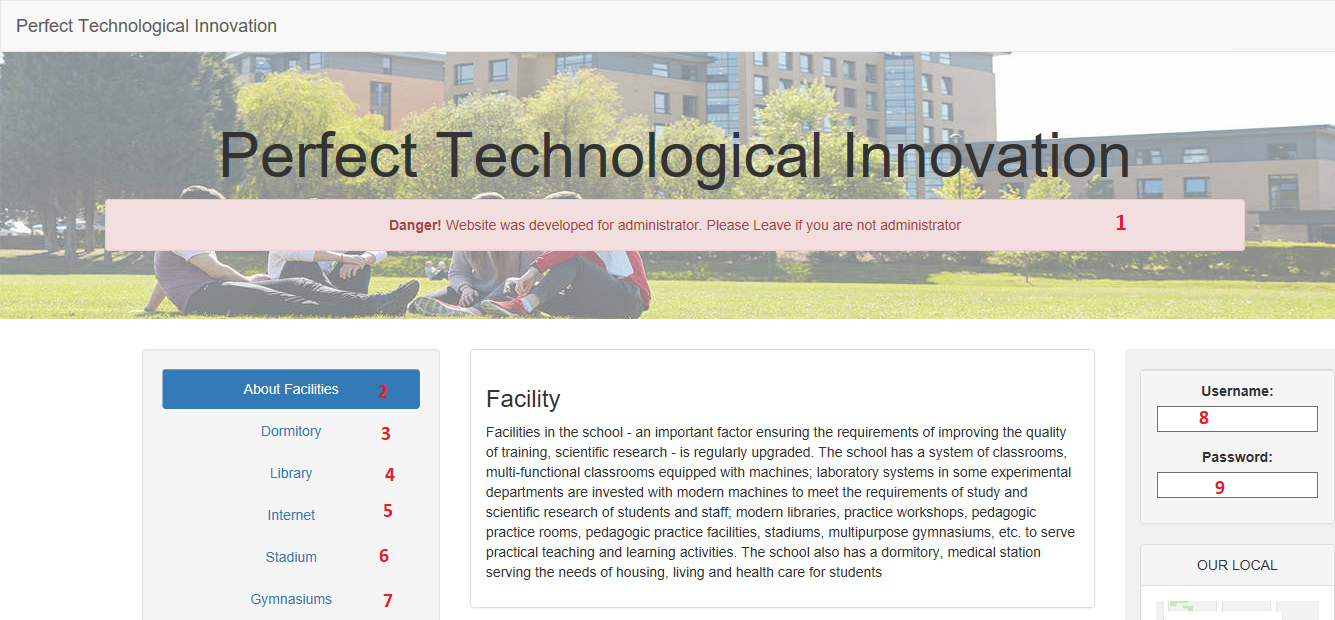 Perfect Technological Innovation
Perfect Technological Innovation
Danger! Website was developed for administrator. Please Leave if you are not administrator 1
About Facilities 2
Dormitory 3
Library 4
Internet 5
Stadium 6
Gymnasiums 7
Facility
Facilities in the school - an important factor ensuring the requirements of improving the quality
of training, scientific research - is regularly upgraded. The school has a system of classrooms,
multi-functional classrooms equipped with machines; laboratory systems in some experimental
departments are invested with modern machines to meet the requirements of study and
scientific research of students and staff; modern libraries, practice workshops, pedagogic
practice rooms, pedagogic practice facilities, stadiums, multipurpose gymnasiums, etc. to serve
practical teaching and learning activities. The school also has a dormitory, medical station
serving the needs of housing, living and health care for students
Username:
8
Password:
9
OUR LOCAL